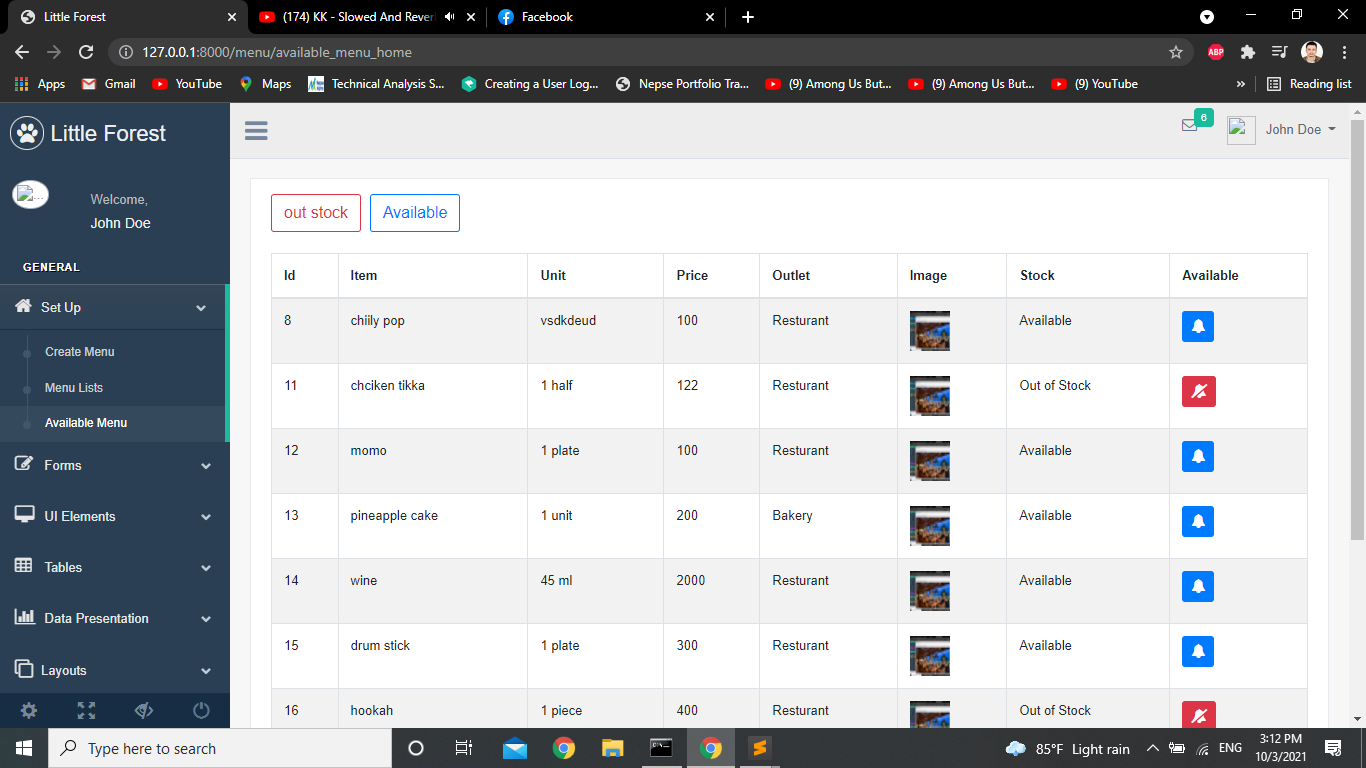 Little Forest
(174) KK - Slowed And Rever
Facebook
127.0.0.1:8000/menu/available_menu_home
ABP
Apps
Gmail
YouTube
Maps
Technical Analysis S...
Creating a User Log...
Nepse Portfolio Tra...
(9) Among Us But...
(9) Among Us But...
(9) YouTube
»
Reading list
Little Forest
6
John Doe
Welcome,
John Doe
GENERAL
Set Up
Create Menu
Menu Lists
Available Menu
Forms
UI Elements
Tables
Data Presentation
Layouts
out stock
Available
Id Item Unit Price Outlet Image Stock Available
8 chiily pop vsdkdeud 100 Resturant Available
11 chciken tikka 1 half 122 Resturant Out of Stock
12 momo 1 plate 100 Resturant Available
13 pineapple cake 1 unit 200 Bakery Available
14 wine 45 ml 2000 Resturant Available
15 drum stick 1 plate 300 Resturant Available
16 hookah 1 piece 400 Resturant Out of Stock
Type here to search
85°F Light rain
ENG
3:12 PM
10/3/2021